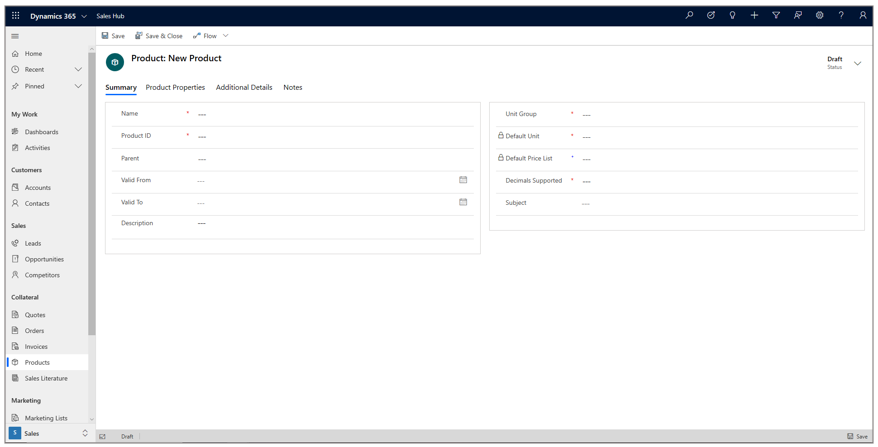 Dynamics 365 Sales Hub
Save Save & Close Flow
Home
Recent
Pinned
My Work
Dashboards
Activities
Customers
Accounts
Contacts
Sales
Leads
Opportunities
Competitors
Collateral
Quotes
Orders
Invoices
Products
Sales Literature
Marketing
Marketing Lists
S Sales
Product: New Product
Draft
Status
Summary Product Properties Additional Details Notes
Name * ---
Product ID * ---
Parent ---
Valid From ---
Valid To ---
Description ---
Unit Group * ---
Default Unit * ---
Default Price List * ---
Decimals Supported * ---
Subject ---
Draft Save